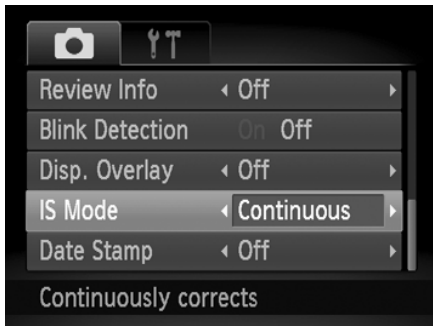 Review Info Off
Blink Detection On Off
Disp. Overlay Off
IS Mode Continuous
Date Stamp Off
Continuously corrects